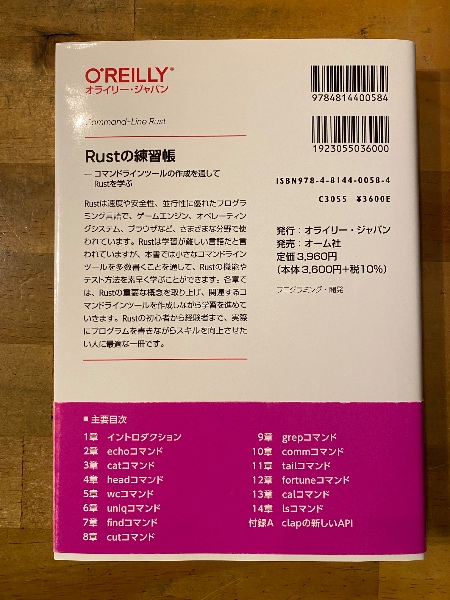 O'REILLY®
オライリー・ジャパン
Command-Line Rust
Rustの練習帳
―コマンドラインツールの作成を通して
Rustを学ぶ
Rustは速度や安全性、並行性に優れたプログラ
ミング言語で、ゲームエンジン、オペレーティン
グシステム、ブラウザなど、さまざまな分野で使
われています。Rustは学習が難しい言語だと言
われていますが、本書では小さなコマンドライン
ツールを多数書くことを通して、Rustの機能や
テスト方法を素早く学ぶことができます。各章で
は、Rustの重要な概念を取り上げ、関連するコ
マンドラインツールを作成しながら学習を進めて
いきます。Rustの初心者から経験者まで、実際
にプログラムを書きながらスキルを向上させたい
人に最適な一冊です。
9784814400584
1923055036000
ISBN978-4-8144-0058-4
C3055 ¥3600E
発行：オライリー・ジャパン
発売：オーム社
定価3,960円
（本体3,600円+税10%）
プログラミング・開発
■ 主要目次
1章 イントロダクション
2章 echoコマンド
3章 catコマンド
4章 headコマンド
5章 wcコマンド
6章 uniqコマンド
7章 findコマンド
8章 cutコマンド
9章 grepコマンド
10章 commコマンド
11章 tailコマンド
12章 fortuneコマンド
13章 calコマンド
14章 lsコマンド
付録A clapの新しいAPI